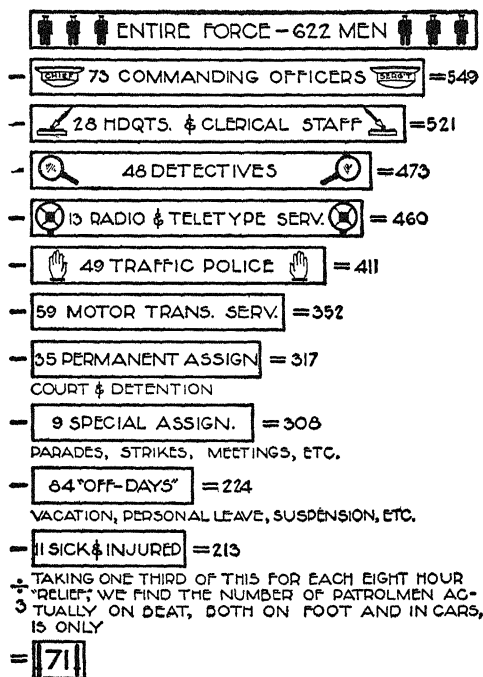 ENTIRE FORCE - 622 MEN
- CHIEF 73 COMMANDING OFFICERS SERG'T = 549
- 28 HDQTS. & CLERICAL STAFF = 521
- 48 DETECTIVES = 473
- 13 RADIO & TELETYPE SERV. = 460
- 49 TRAFFIC POLICE = 411
- 59 MOTOR TRANS. SERV. = 352
- 35 PERMANENT ASSIGN = 317
COURT & DETENTION
- 9 SPECIAL ASSIGN. = 308
PARADES, STRIKES, MEETINGS, ETC.
- 84 "OFF-DAYS" = 224
VACATION, PERSONAL LEAVE, SUSPENSION, ETC.
- 11 SICK & INJURED = 213
÷ 3 TAKING ONE THIRD OF THIS FOR EACH EIGHT HOUR
"RELIEF", WE FIND THE NUMBER OF PATROLMEN AC-
TUALLY ON BEAT, BOTH ON FOOT AND IN CARS,
IS ONLY
= 71